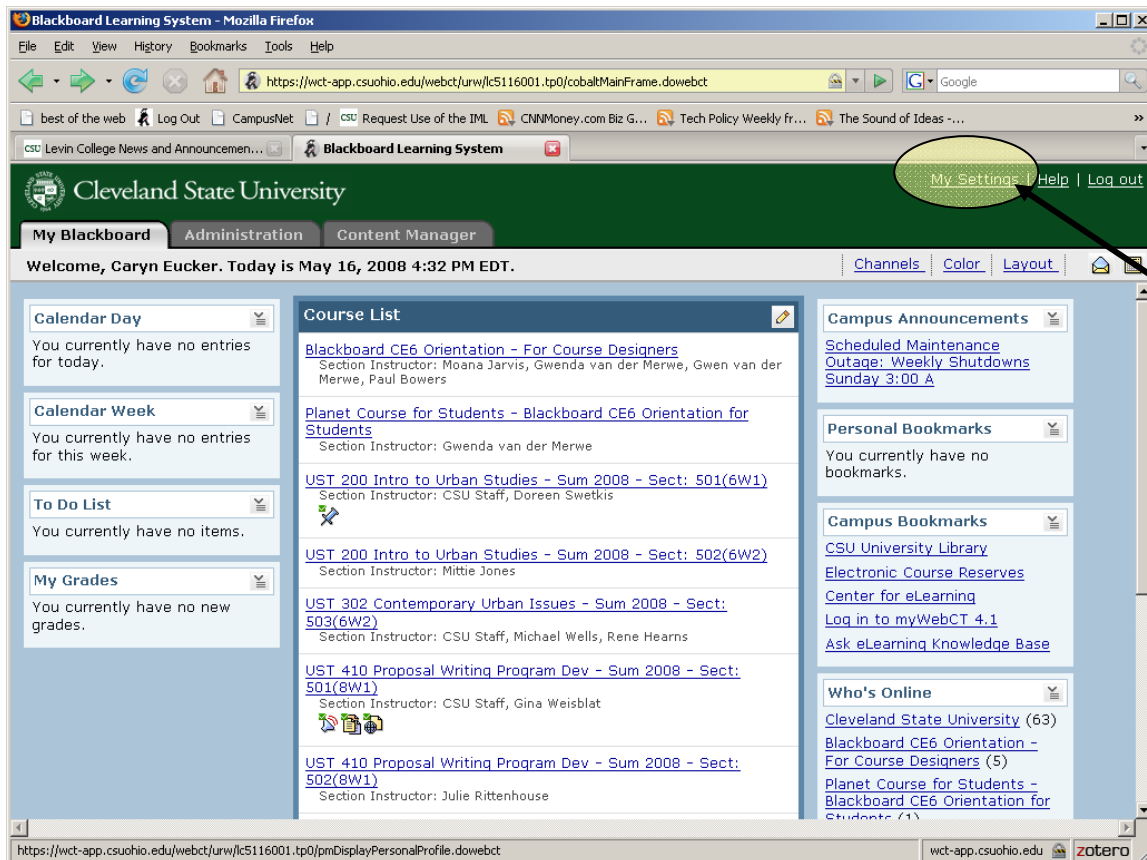 Blackboard Learning System - Mozilla Firefox
File Edit View History Bookmarks Tools Help
https://wct-app.csuohio.edu/webct/urw/lc5116001.tp0/cobaltMainFrame.dowebct
G Google
best of the web Log Out CampusNet / CSU Request Use of the IML CNNMoney.com Biz G... Tech Policy Weekly fr... The Sound of Ideas -... »
CSU Levin College News and Announcemen... Blackboard Learning System
Cleveland State University
My Settings | Help | Log out
My Blackboard Administration Content Manager
Welcome, Caryn Eucker. Today is May 16, 2008 4:32 PM EDT.
Channels Color Layout
Calendar Day
You currently have no entries
for today.
Calendar Week
You currently have no entries
for this week.
To Do List
You currently have no items.
My Grades
You currently have no new
grades.
Course List
Blackboard CE6 Orientation - For Course Designers
Section Instructor: Moana Jarvis, Gwenda van der Merwe, Gwen van der
Merwe, Paul Bowers
Planet Course for Students - Blackboard CE6 Orientation for
Students
Section Instructor: Gwenda van der Merwe
UST 200 Intro to Urban Studies - Sum 2008 - Sect: 501(6W1)
Section Instructor: CSU Staff, Doreen Swetkis
UST 200 Intro to Urban Studies - Sum 2008 - Sect: 502(6W2)
Section Instructor: Mittie Jones
UST 302 Contemporary Urban Issues - Sum 2008 - Sect:
503(6W2)
Section Instructor: CSU Staff, Michael Wells, Rene Hearns
UST 410 Proposal Writing Program Dev - Sum 2008 - Sect:
501(8W1)
Section Instructor: CSU Staff, Gina Weisblat
UST 410 Proposal Writing Program Dev - Sum 2008 - Sect:
502(8W1)
Section Instructor: Julie Rittenhouse
Campus Announcements
Scheduled Maintenance
Outage: Weekly Shutdowns
Sunday 3:00 A
Personal Bookmarks
You currently have no
bookmarks.
Campus Bookmarks
CSU University Library
Electronic Course Reserves
Center for eLearning
Log in to myWebCT 4.1
Ask eLearning Knowledge Base
Who's Online
Cleveland State University (63)
Blackboard CE6 Orientation -
For Course Designers (5)
Planet Course for Students -
Blackboard CE6 Orientation for
Students (1)
https://wct-app.csuohio.edu/webct/urw/lc5116001.tp0/pmDisplayPersonalProfile.dowebct
wct-app.csuohio.edu zotero